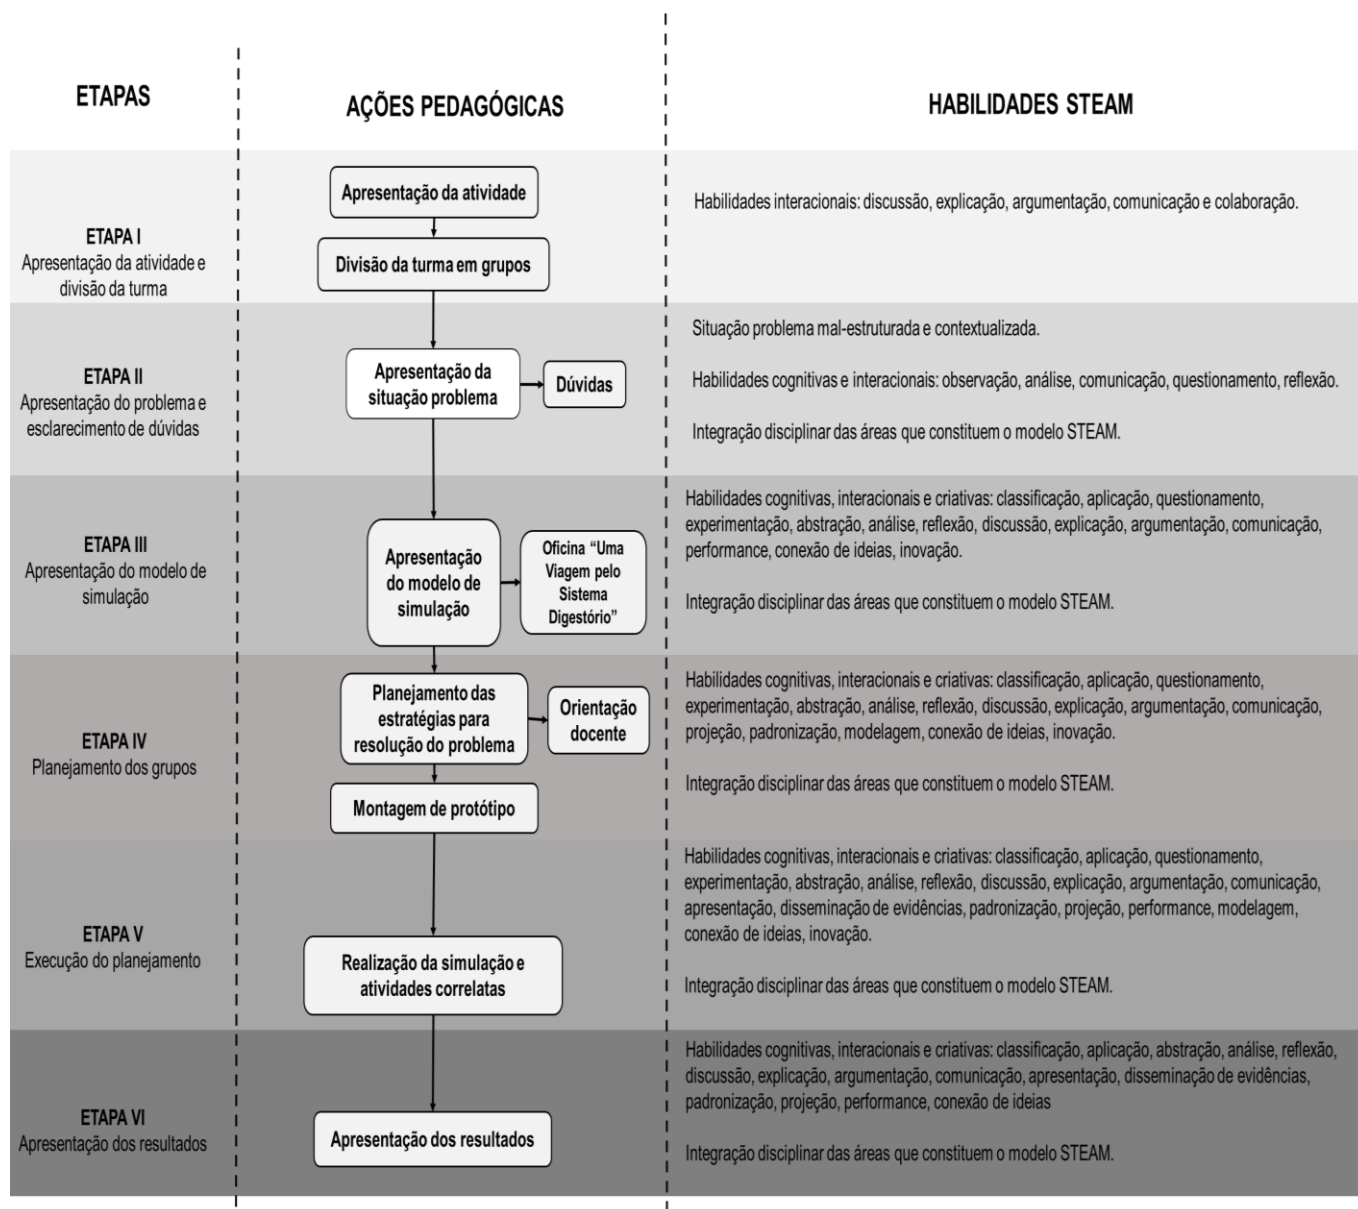 ETAPAS
AÇÕES PEDAGÓGICAS
HABILIDADES STEAM
ETAPA I
Apresentação da atividade e
divisão da turma
Apresentação da atividade
Divisão da turma em grupos
Habilidades interacionais: discussão, explicação, argumentação, comunicação e colaboração.
ETAPA II
Apresentação do problema e
esclarecimento de dúvidas
Apresentação da
situação problema
Dúvidas
Situação problema mal-estruturada e contextualizada.
Habilidades cognitivas e interacionais: observação, análise, comunicação, questionamento, reflexão.
Integração disciplinar das áreas que constituem o modelo STEAM.
ETAPA III
Apresentação do modelo de
simulação
Apresentação
do modelo de
simulação
Oficina “Uma
Viagem pelo
Sistema
Digestório”
Habilidades cognitivas, interacionais e criativas: classificação, aplicação, questionamento,
experimentação, abstração, análise, reflexão, discussão, explicação, argumentação, comunicação,
performance, conexão de ideias, inovação.
Integração disciplinar das áreas que constituem o modelo STEAM.
ETAPA IV
Planejamento dos grupos
Planejamento das
estratégias para
resolução do problema
Orientação
docente
Montagem de protótipo
Habilidades cognitivas, interacionais e criativas: classificação, aplicação, questionamento,
experimentação, abstração, análise, reflexão, discussão, explicação, argumentação, comunicação,
projeção, padronização, modelagem, conexão de ideias, inovação.
Integração disciplinar das áreas que constituem o modelo STEAM.
ETAPA V
Execução do planejamento
Realização da simulação e
atividades correlatas
Habilidades cognitivas, interacionais e criativas: classificação, aplicação, questionamento,
experimentação, abstração, análise, reflexão, discussão, explicação, argumentação, comunicação,
apresentação, disseminação de evidências, padronização, projeção, performance, modelagem,
conexão de ideias, inovação.
Integração disciplinar das áreas que constituem o modelo STEAM.
ETAPA VI
Apresentação dos resultados
Apresentação dos resultados
Habilidades cognitivas, interacionais e criativas: classificação, aplicação, abstração, análise, reflexão,
discussão, explicação, argumentação, comunicação, apresentação, disseminação de evidências,
padronização, projeção, performance, conexão de ideias
Integração disciplinar das áreas que constituem o modelo STEAM.